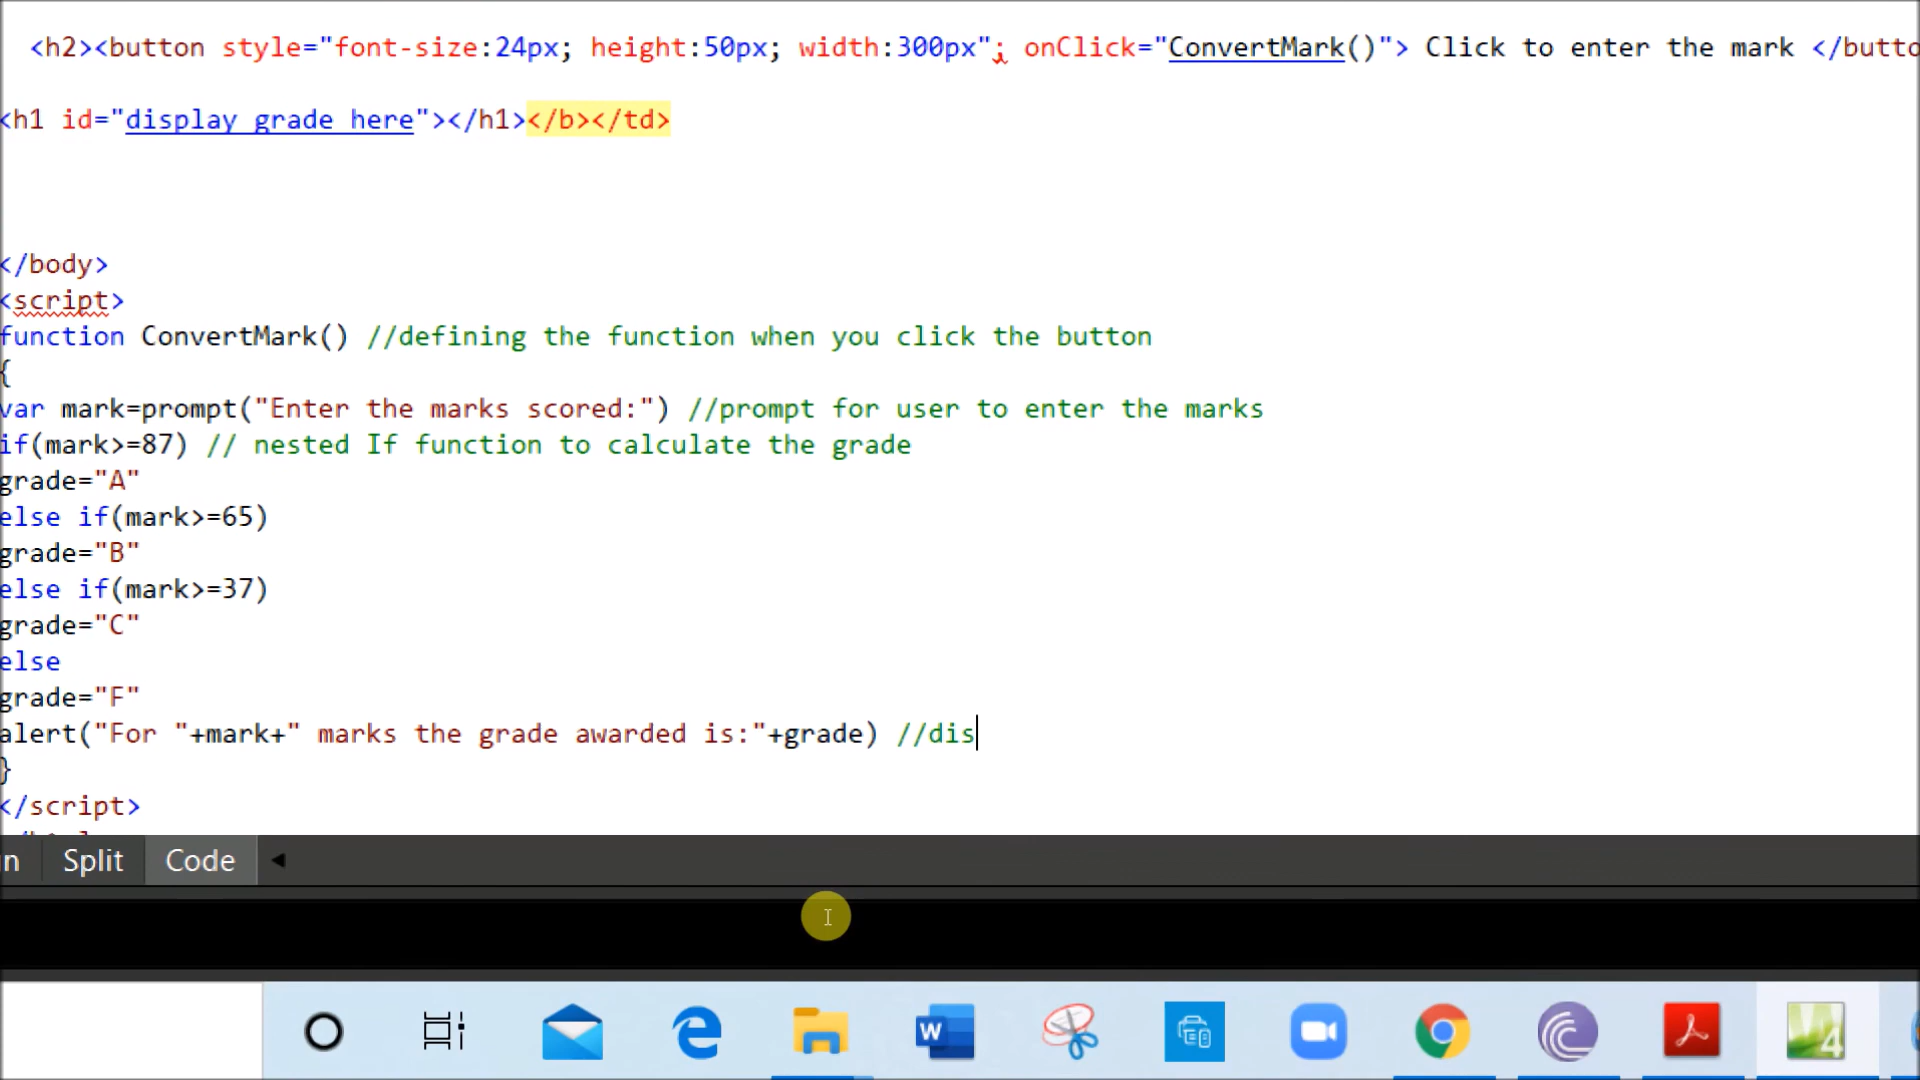 <h2><button style="font-size:24px; height:50px; width:300px"; onClick="ConvertMark()"> Click to enter the mark </butto
<h1 id="display grade here"></h1></b></td>
</body>
<script>
function ConvertMark() //defining the function when you click the button
{
var mark=prompt("Enter the marks scored:") //prompt for user to enter the marks
if(mark>=87) // nested If function to calculate the grade
grade="A"
else if(mark>=65)
grade="B"
else if(mark>=37)
grade="C"
else
grade="F"
alert("For "+mark+" marks the grade awarded is:"+grade) //dis
}
</script>
Split Code